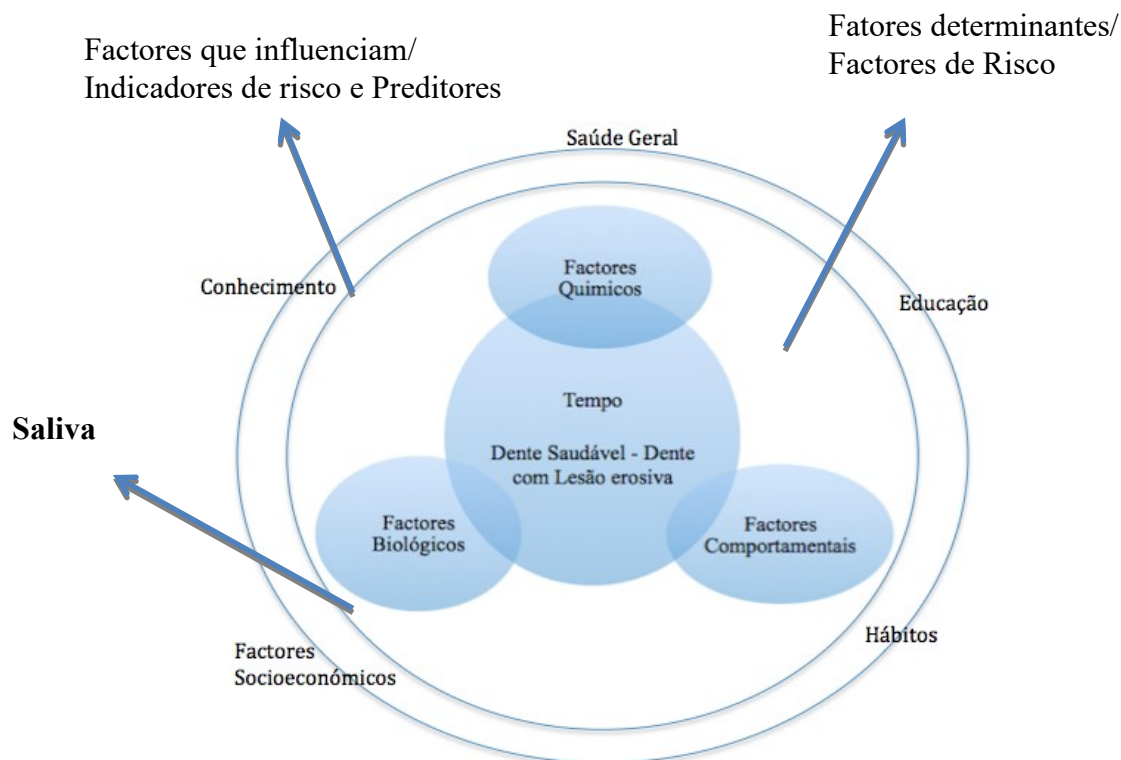 Factores que influenciam/
Indicadores de risco e Preditores
Fatores determinantes/
Factores de Risco
Saúde Geral
Conhecimento
Educação
Factores
Quimicos
Tempo
Dente Saudável - Dente
com Lesão erosiva
Saliva
Factores
Biológicos
Factores
Comportamentais
Hábitos
Factores
Socioeconómicos